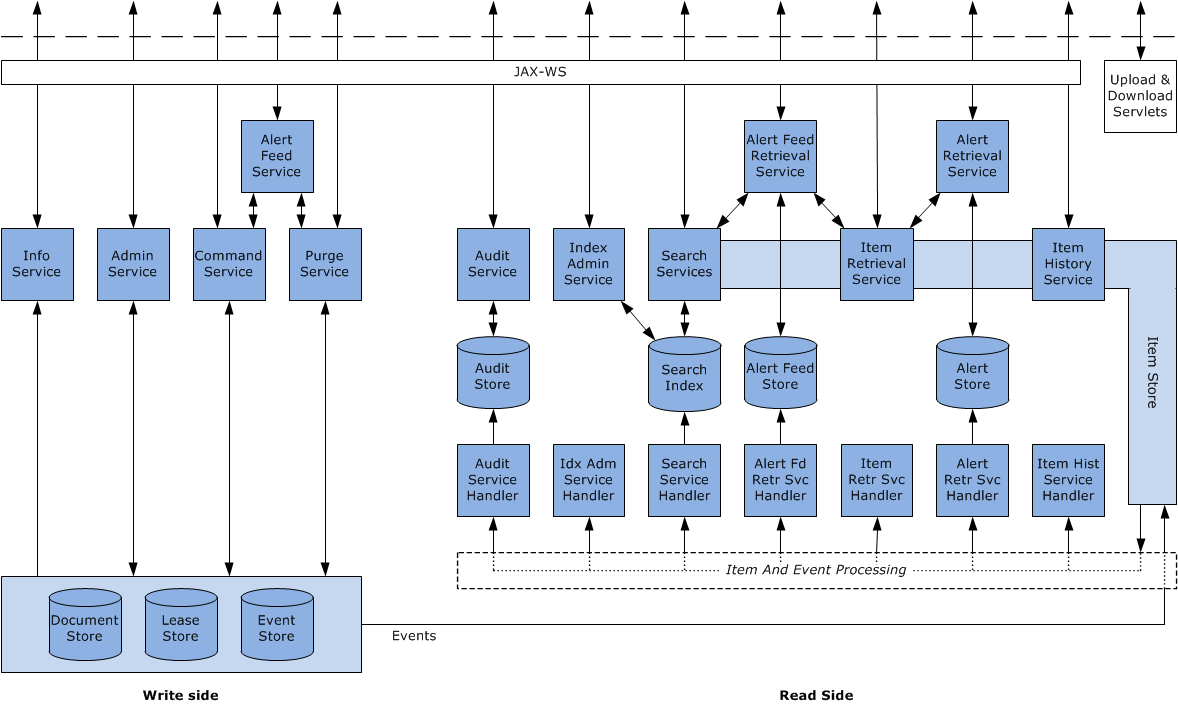 JAX-WS
Upload &
Download
Servlets
Alert
Feed
Service
Alert Feed
Retrieval
Service
Alert
Retrieval
Service
Info
Service
Admin
Service
Command
Service
Purge
Service
Audit
Service
Index
Admin
Service
Search
Services
Item
Retrieval
Service
Item
History
Service
Item Store
Audit
Store
Search
Index
Alert Feed
Store
Alert
Store
Audit
Service
Handler
Idx Adm
Service
Handler
Search
Service
Handler
Alert Fd
Retr Svc
Handler
Item
Retr Svc
Handler
Alert
Retr Svc
Handler
Item Hist
Service
Handler
Item And Event Processing
Document
Store
Lease
Store
Event
Store
Events
Write side
Read Side